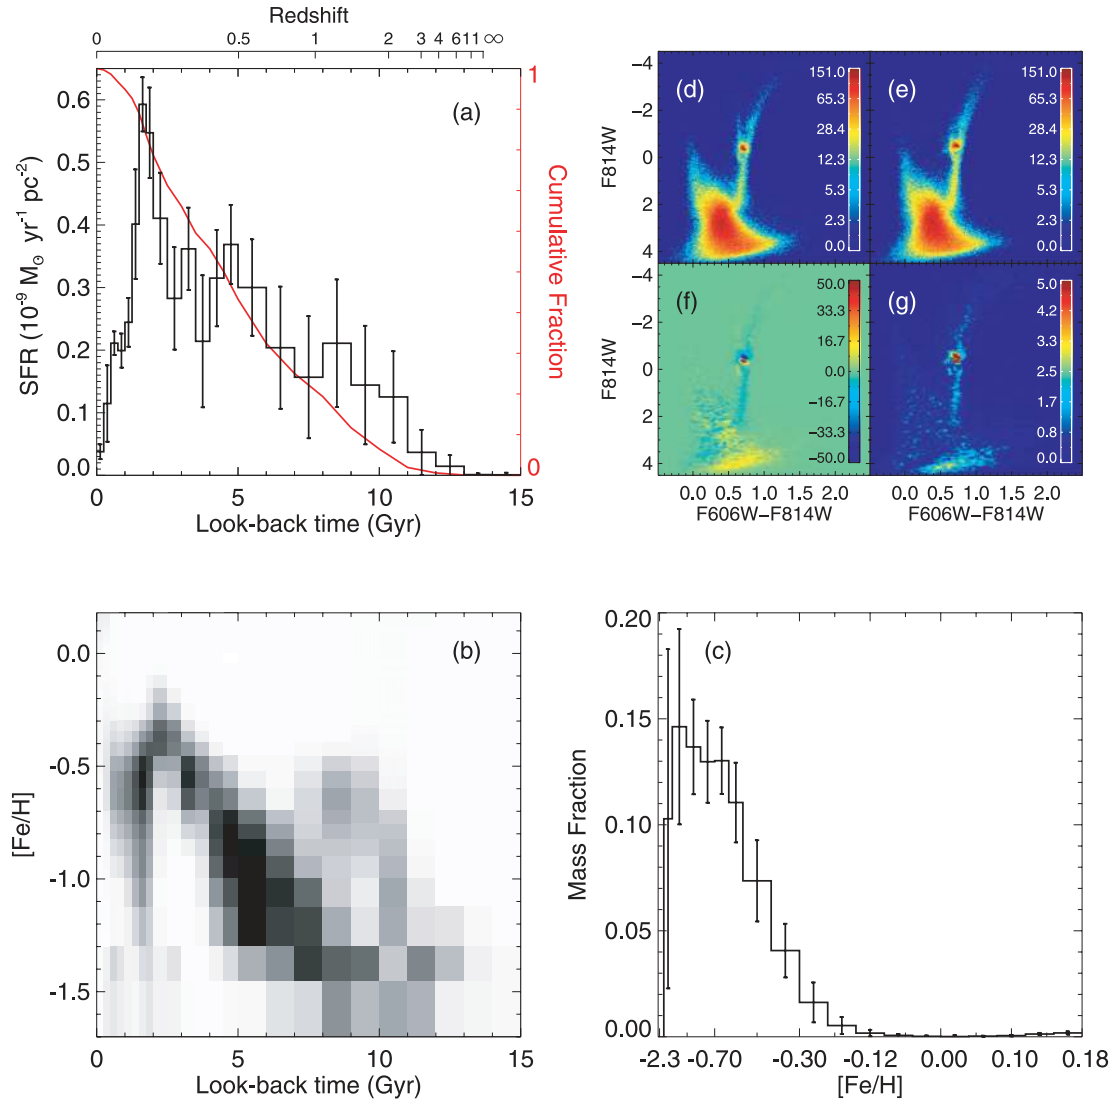 Redshift
0 0.5 1 2 3 4 6 11 ∞
(a)
SFR (10⁻⁹ M⊙ yr⁻¹ pc⁻²)
0.6
0.5
0.4
0.3
0.2
0.1
0.0
1
0
Cumulative Fraction
0 5 10 15
Look-back time (Gyr)
(d)
151.0
65.3
28.4
12.3
5.3
2.3
0.0
(e)
151.0
65.3
28.4
12.3
5.3
2.3
0.0
F814W
−4
−2
0
2
4
(f)
50.0
33.3
16.7
0.0
−16.7
−33.3
−50.0
(g)
5.0
4.2
3.3
2.5
1.7
0.8
0.0
F814W
−4
−2
0
2
4
0.0 0.5 1.0 1.5 2.0
0.0 0.5 1.0 1.5 2.0
F606W−F814W
F606W−F814W
(b)
[Fe/H]
0.0
-0.5
-1.0
-1.5
0 5 10 15
Look-back time (Gyr)
(c)
Mass Fraction
0.20
0.15
0.10
0.05
0.00
-2.3 -0.70 -0.30 -0.12 0.00 0.10 0.18
[Fe/H]